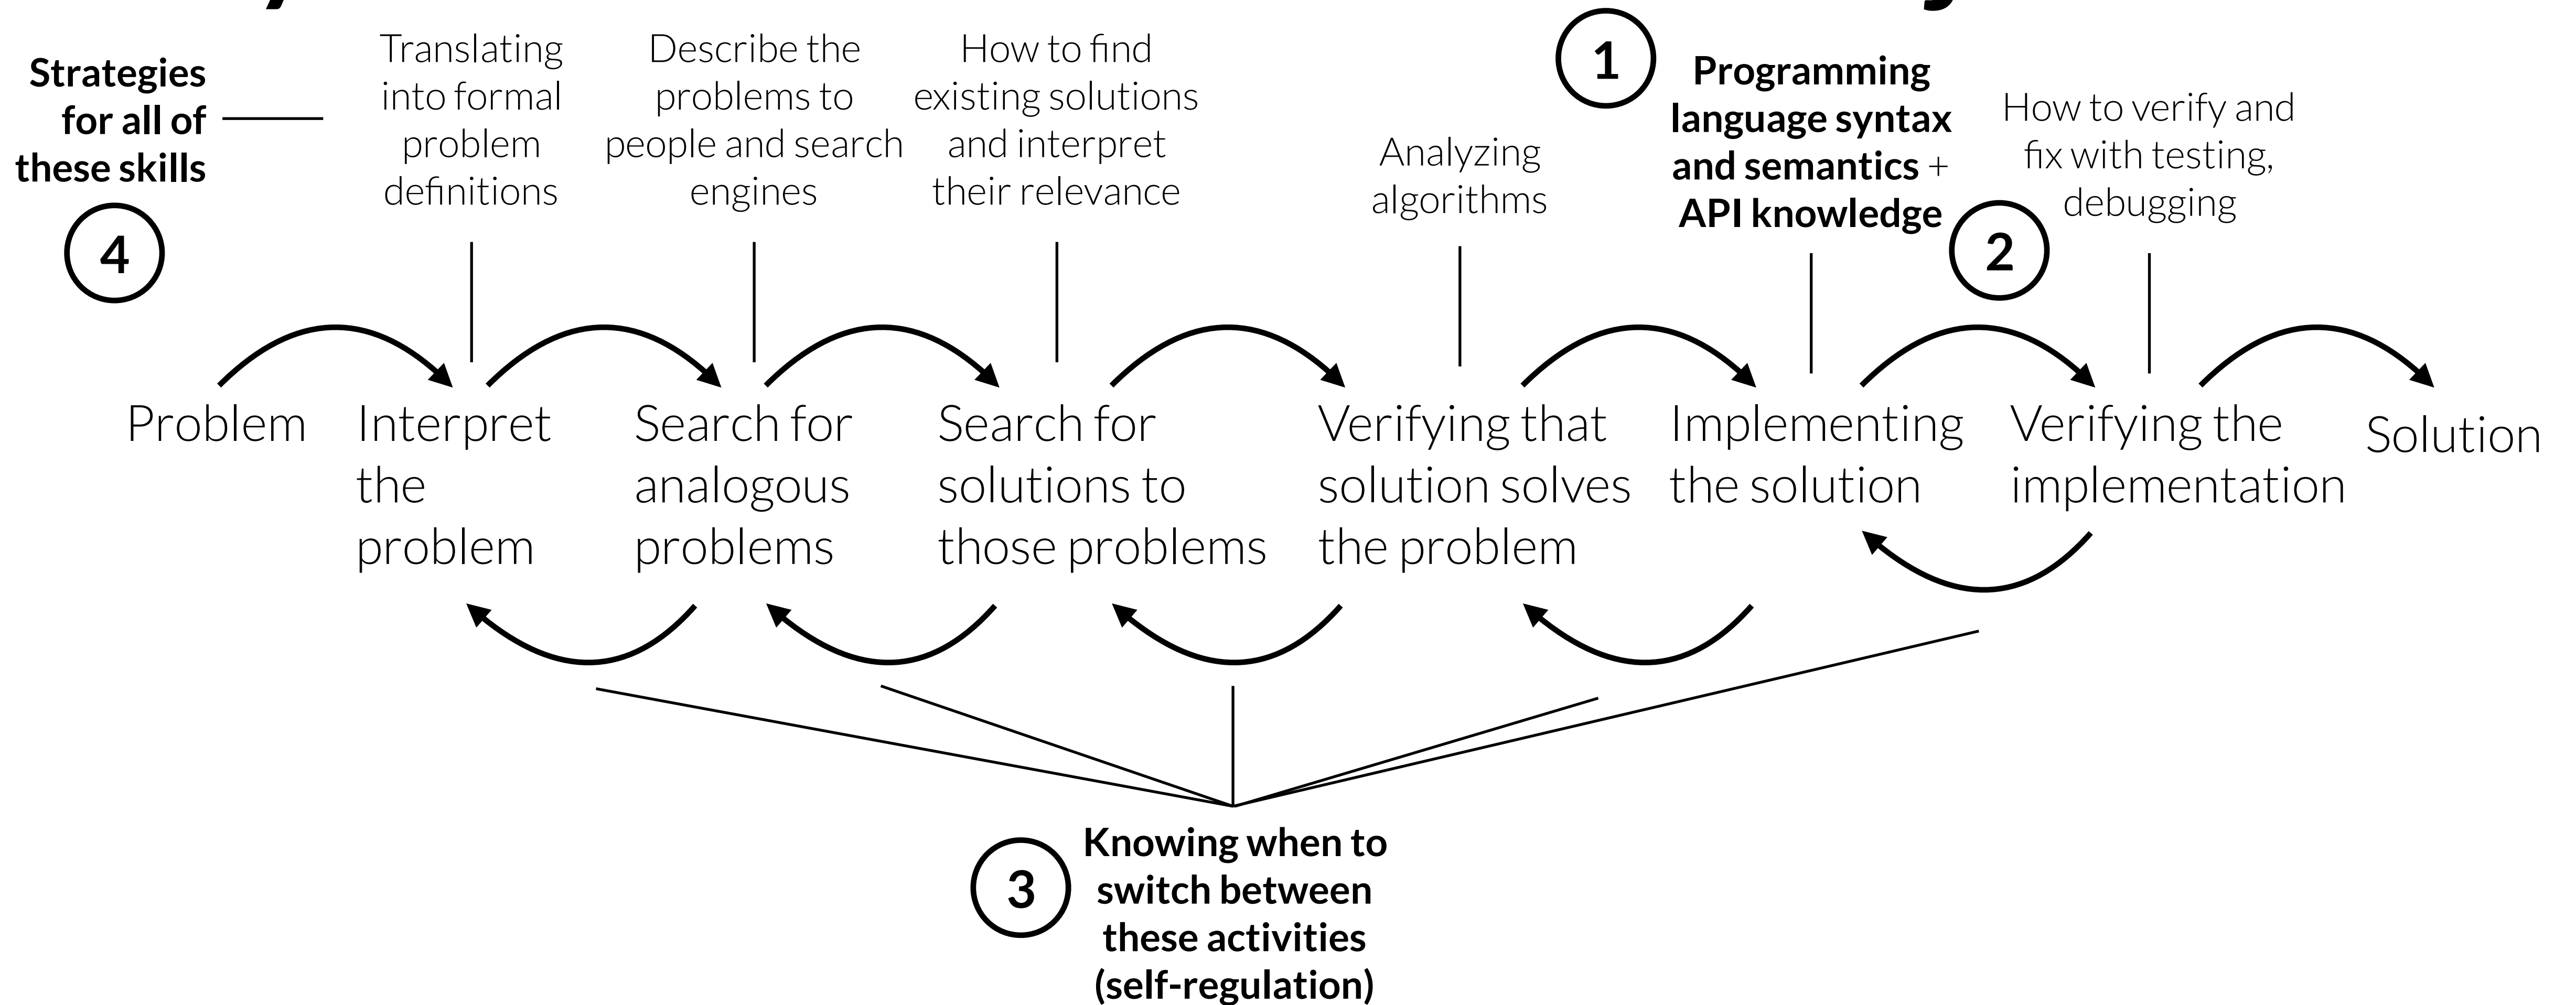 Strategies
for all of
these skills
4
Translating
into formal
problem
definitions
Describe the
problems to
people and search
engines
How to find
existing solutions
and interpret
their relevance
Analyzing
algorithms
1
Programming
language syntax
and semantics +
API knowledge
2
How to verify and
fix with testing,
debugging
Problem
Interpret
the
problem
Search for
analogous
problems
Search for
solutions to
those problems
Verifying that
solution solves
the problem
Implementing
the solution
Verifying the
implementation
Solution
3
Knowing when to
switch between
these activities
(self-regulation)